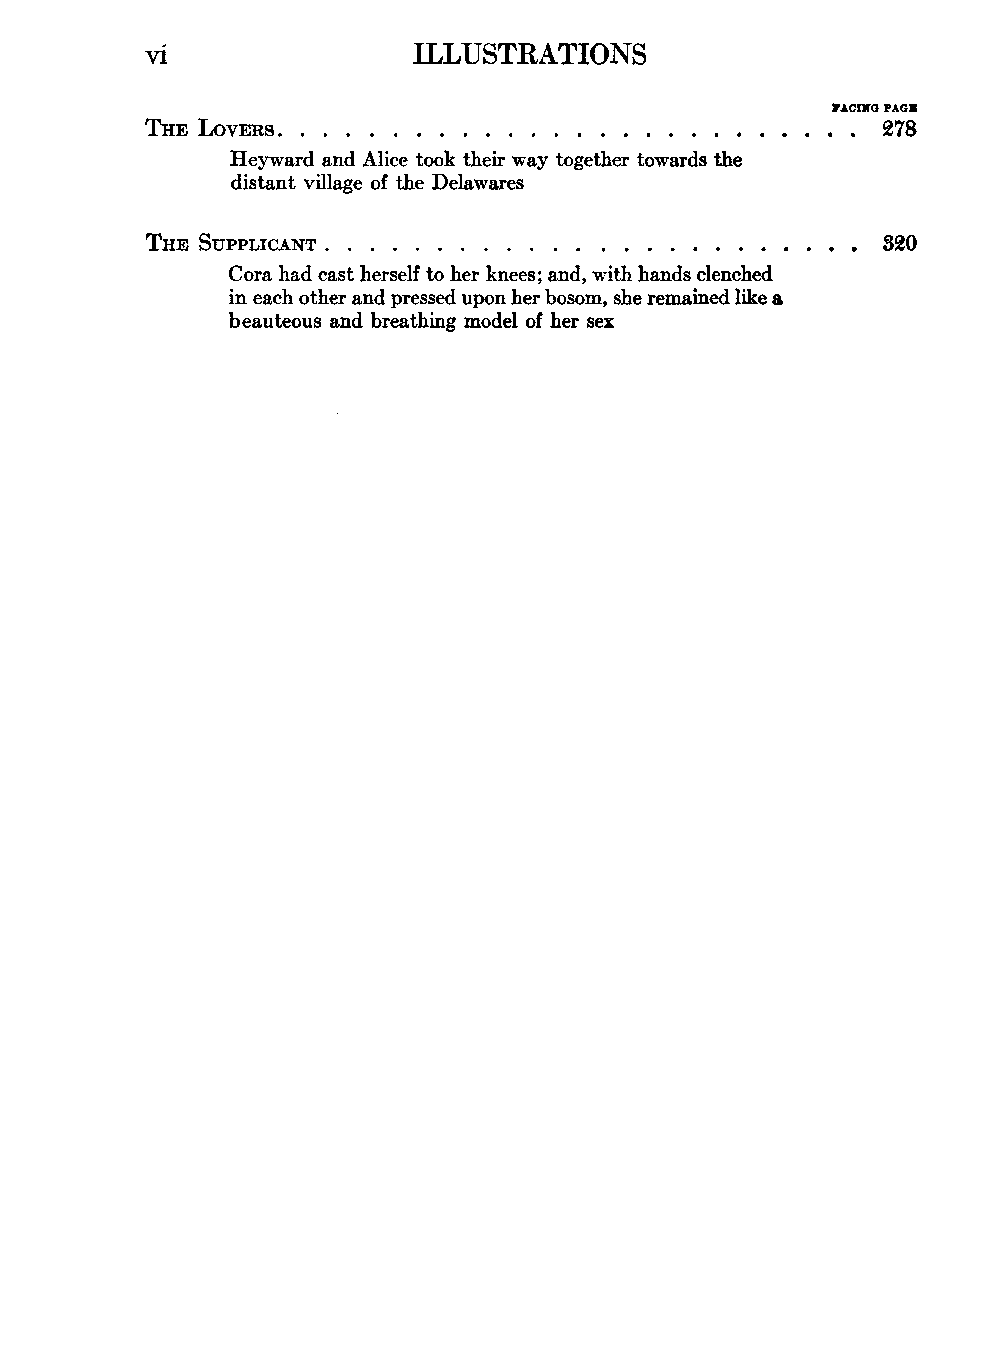 vi ILLUSTRATIONS
FACING PAGE
THE LOVERS. . . . . . . . . . . . . . . . . . . . . . . . . . 278
Heyward and Alice took their way together towards the
distant village of the Delawares
THE SUPPLICANT . . . . . . . . . . . . . . . . . . . . . . . . 320
Cora had cast herself to her knees; and, with hands clenched
in each other and pressed upon her bosom, she remained like a
beauteous and breathing model of her sex